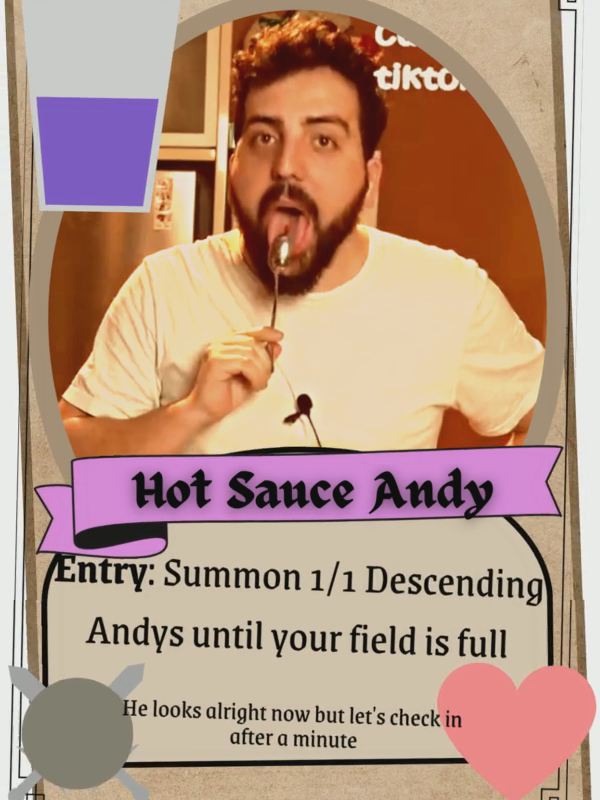 tikto
Hot Sauce Andy
Entry: Summon 1/1 Descending
Andys until your field is full
He looks alright now but let's check in
after a minute